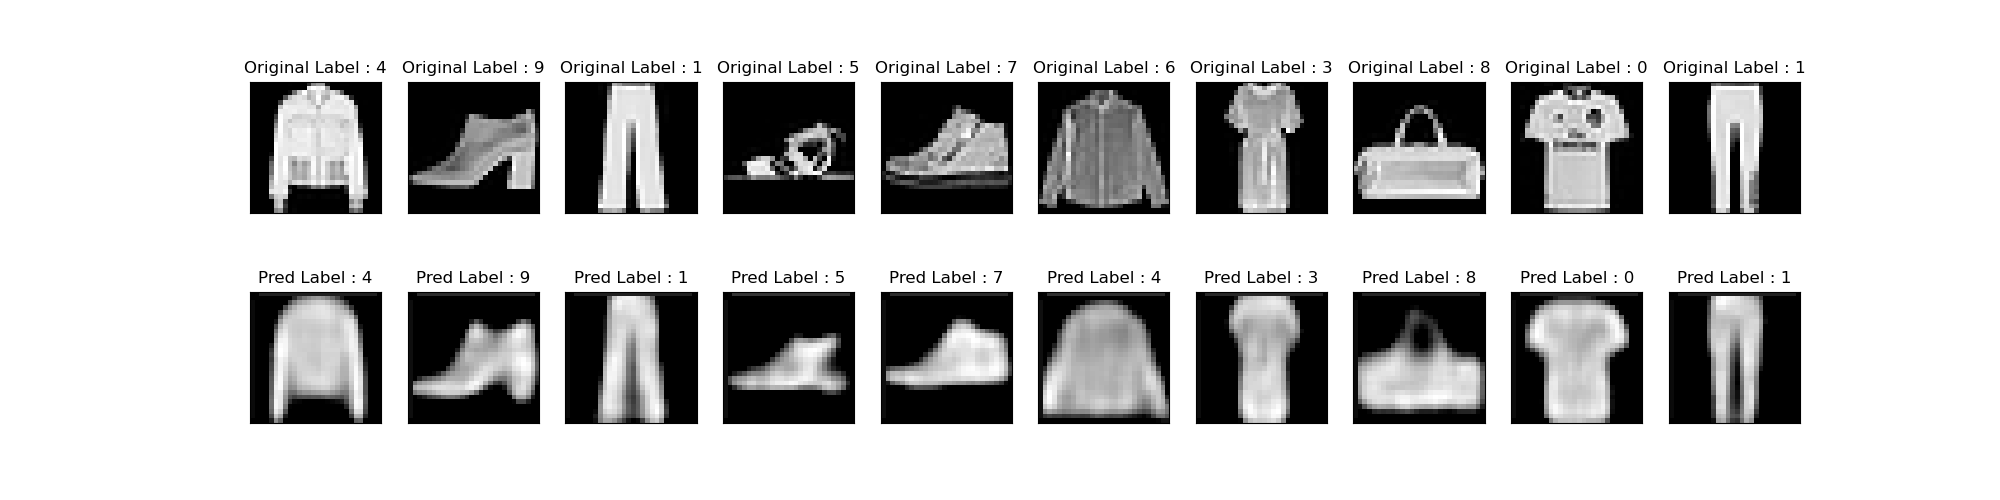 Original Label : 4 Original Label : 9 Original Label : 1 Original Label : 5 Original Label : 7 Original Label : 6 Original Label : 3 Original Label : 8 Original Label : 0 Original Label : 1
Pred Label : 4 Pred Label : 9 Pred Label : 1 Pred Label : 5 Pred Label : 7 Pred Label : 4 Pred Label : 3 Pred Label : 8 Pred Label : 0 Pred Label : 1